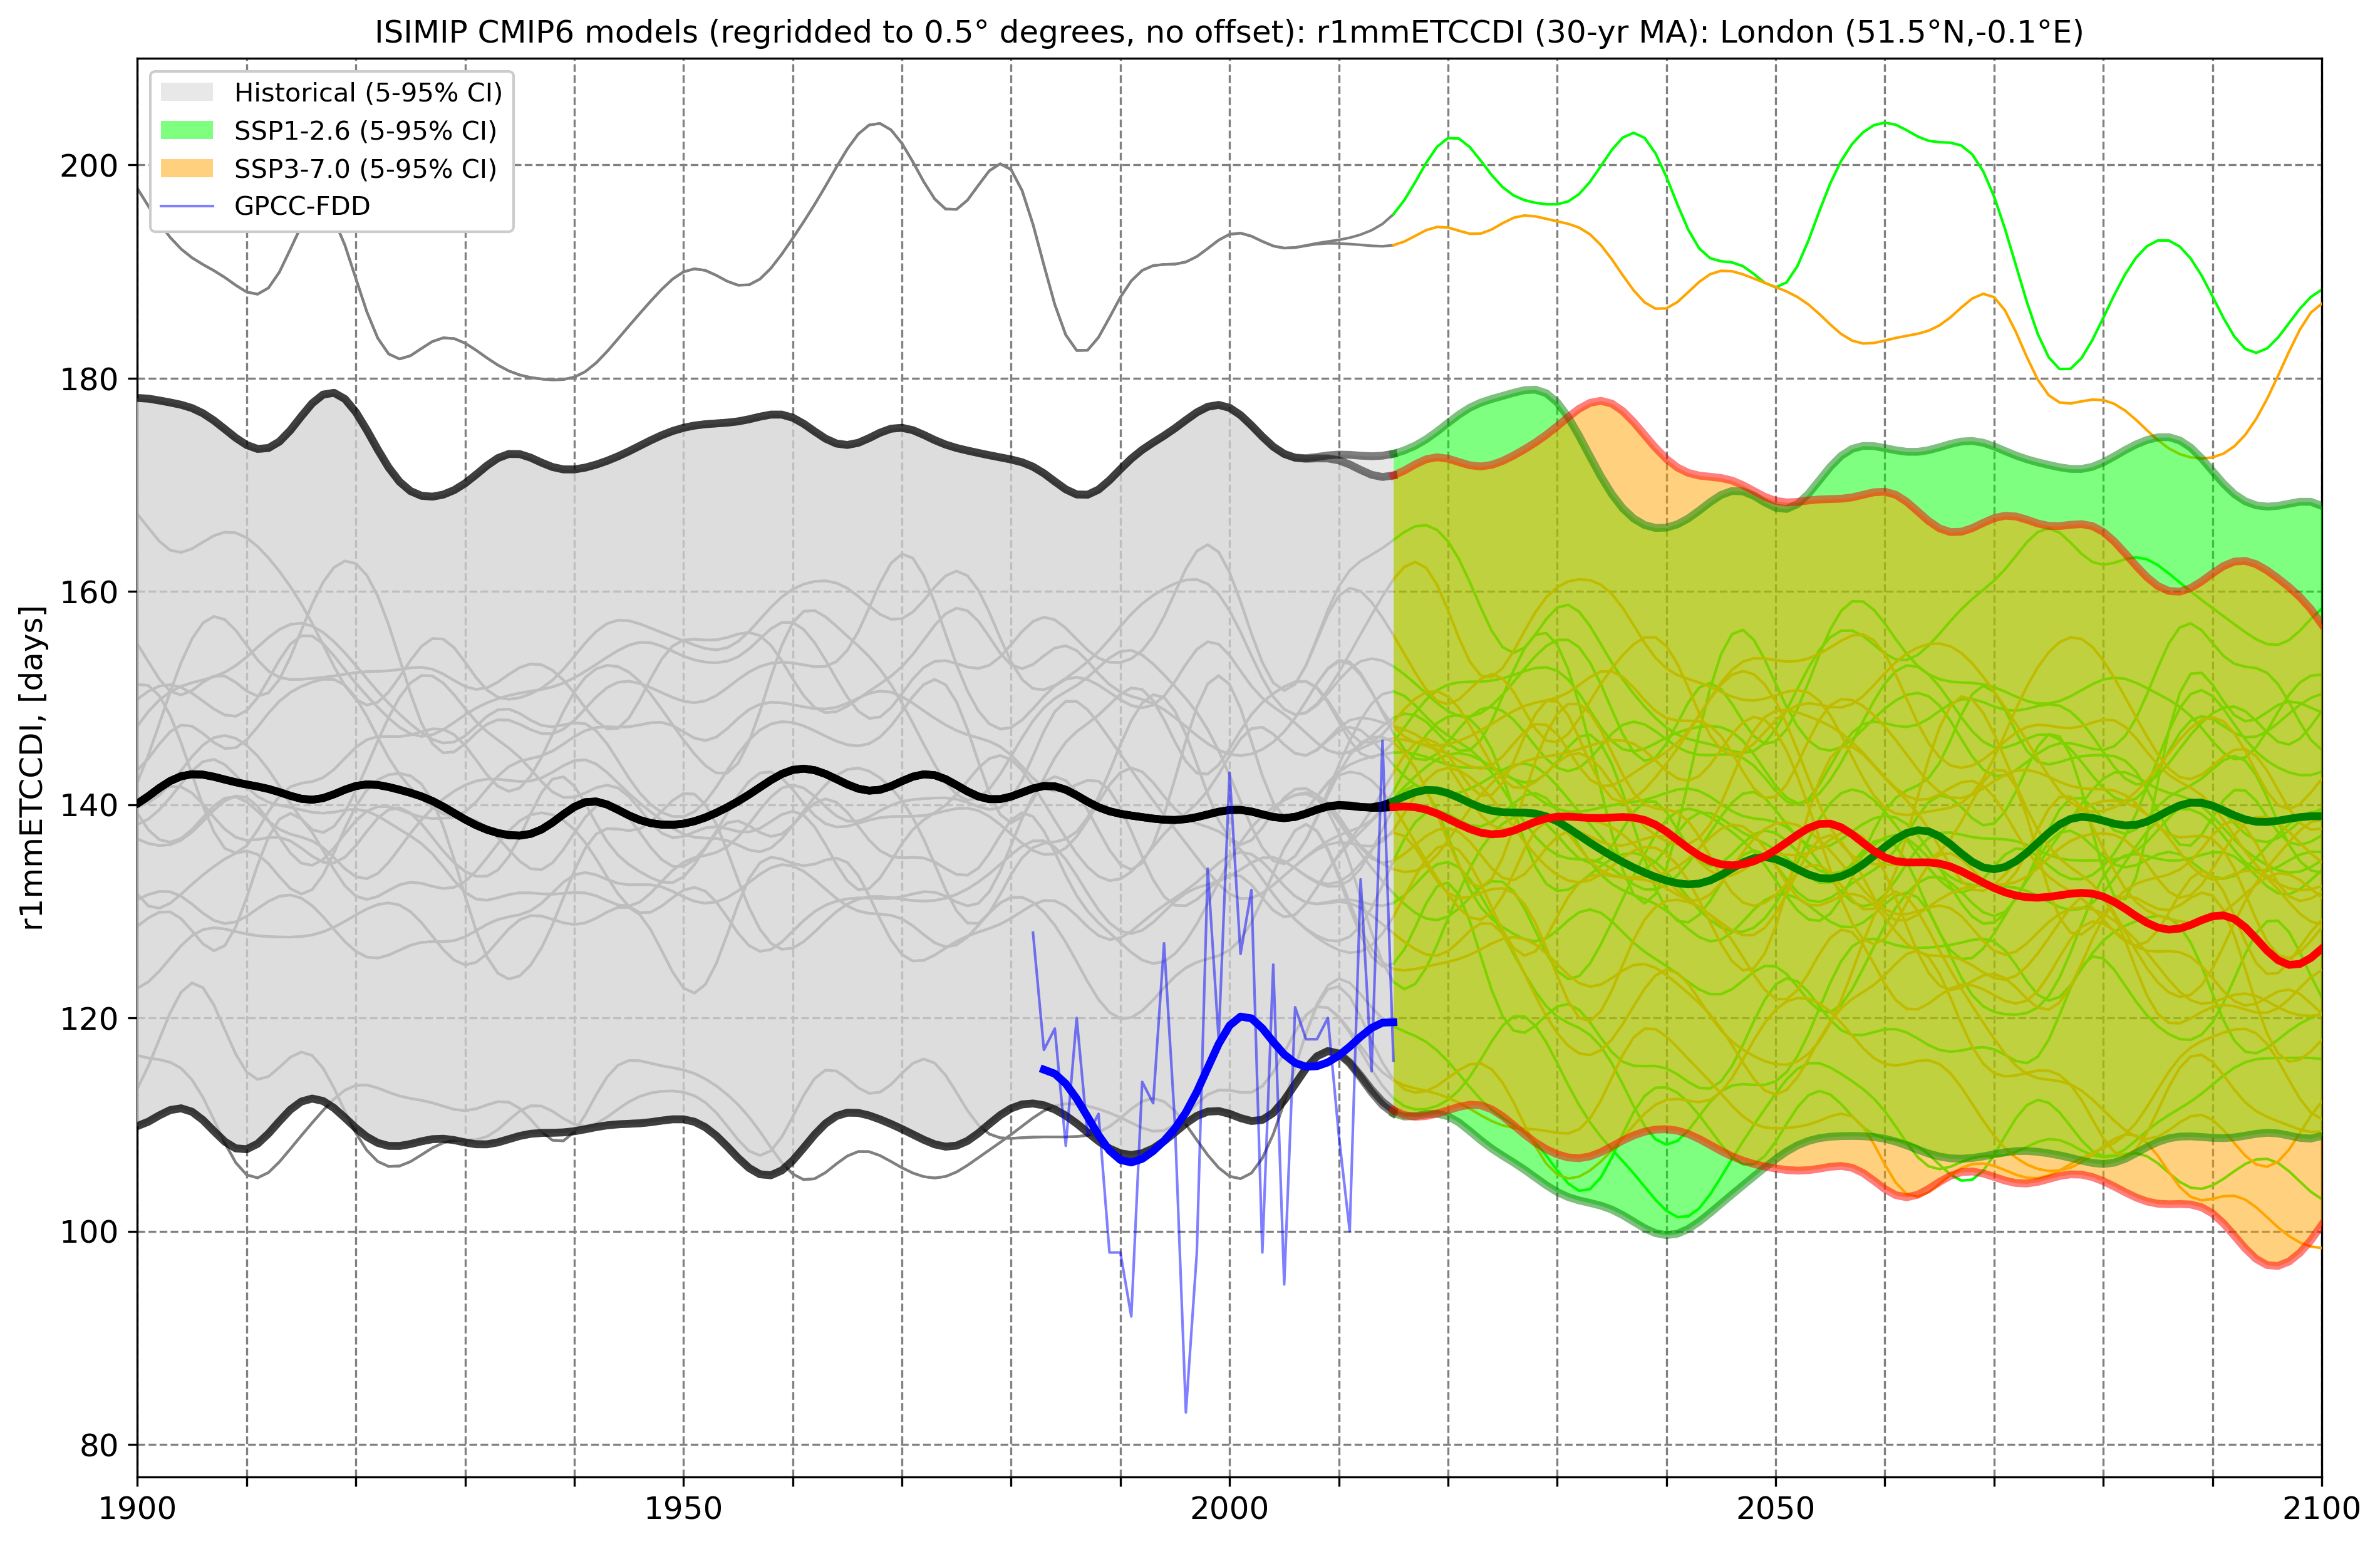 ISIMIP CMIP6 models (regridded to 0.5° degrees, no offset): r1mmETCCDI (30-yr MA): London (51.5°N,-0.1°E)
Historical (5-95% CI)
SSP1-2.6 (5-95% CI)
SSP3-7.0 (5-95% CI)
GPCC-FDD
r1mmETCCDI, [days]
200
180
160
140
120
100
80
1900
1950
2000
2050
2100